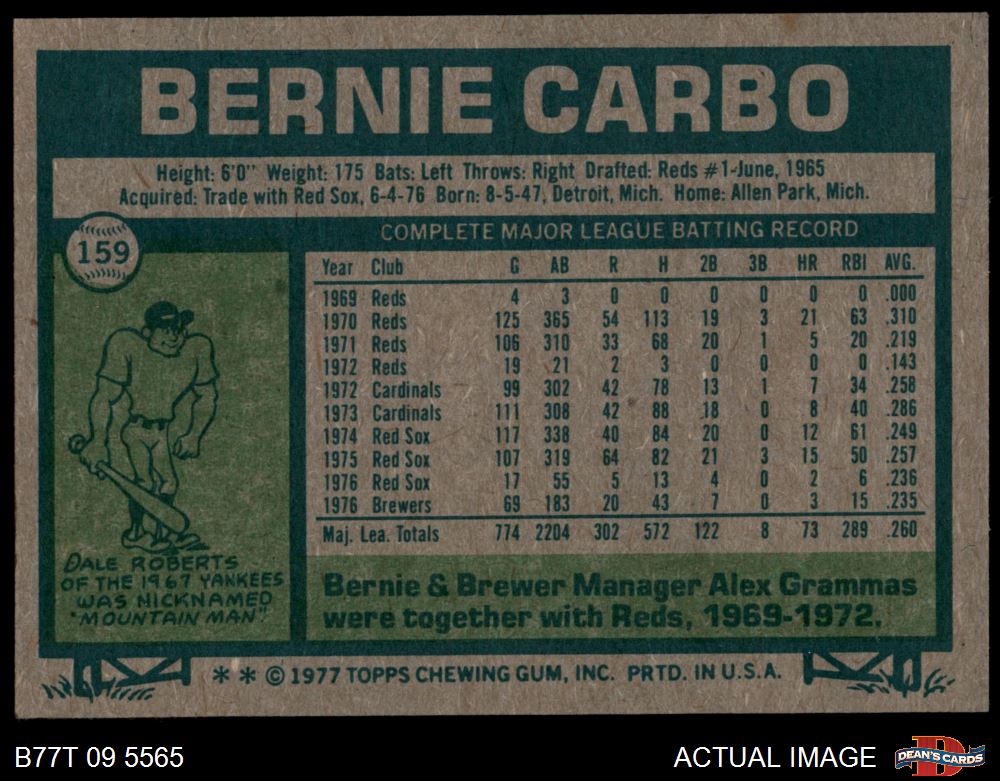 BERNIE CARBO
Height: 6'0" Weight: 175 Bats: Left Throws: Right Drafted: Reds #1-June, 1965
Acquired: Trade with Red Sox, 6-4-76 Born: 8-5-47, Detroit, Mich. Home: Allen Park, Mich.
159
COMPLETE MAJOR LEAGUE BATTING RECORD
Year Club G AB R H 2B 3B HR RBI AVG.
1969 Reds 4 3 0 0 0 0 0 0 .000
1970 Reds 125 365 54 113 19 3 21 63 .310
1971 Reds 106 310 33 68 20 1 5 20 .219
1972 Reds 19 21 2 3 0 0 0 0 .143
1972 Cardinals 99 302 42 78 13 1 7 34 .258
1973 Cardinals 111 308 42 88 18 0 8 40 .286
1974 Red Sox 117 338 40 84 20 0 12 61 .249
1975 Red Sox 107 319 64 82 21 3 15 50 .257
1976 Red Sox 17 55 5 13 4 0 2 6 .236
1976 Brewers 69 183 20 43 7 0 3 15 .235
Maj. Lea. Totals 774 2204 302 572 122 8 73 289 .260
DALE ROBERTS
OF THE 1967 YANKEES
WAS NICKNAMED
"MOUNTAIN MAN."
Bernie & Brewer Manager Alex Grammas
were together with Reds, 1969-1972.
** © 1977 TOPPS CHEWING GUM, INC. PRTD. IN U.S.A.
B77T 09 5565
ACTUAL IMAGE
D
DEAN'S CARDS